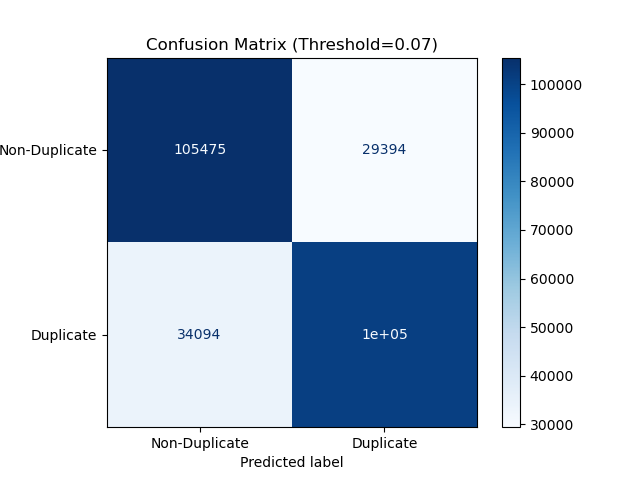 Confusion Matrix (Threshold=0.07)
Non-Duplicate
105475
29394
Duplicate
34094
1e+05
Non-Duplicate
Duplicate
Predicted label
100000
90000
80000
70000
60000
50000
40000
30000